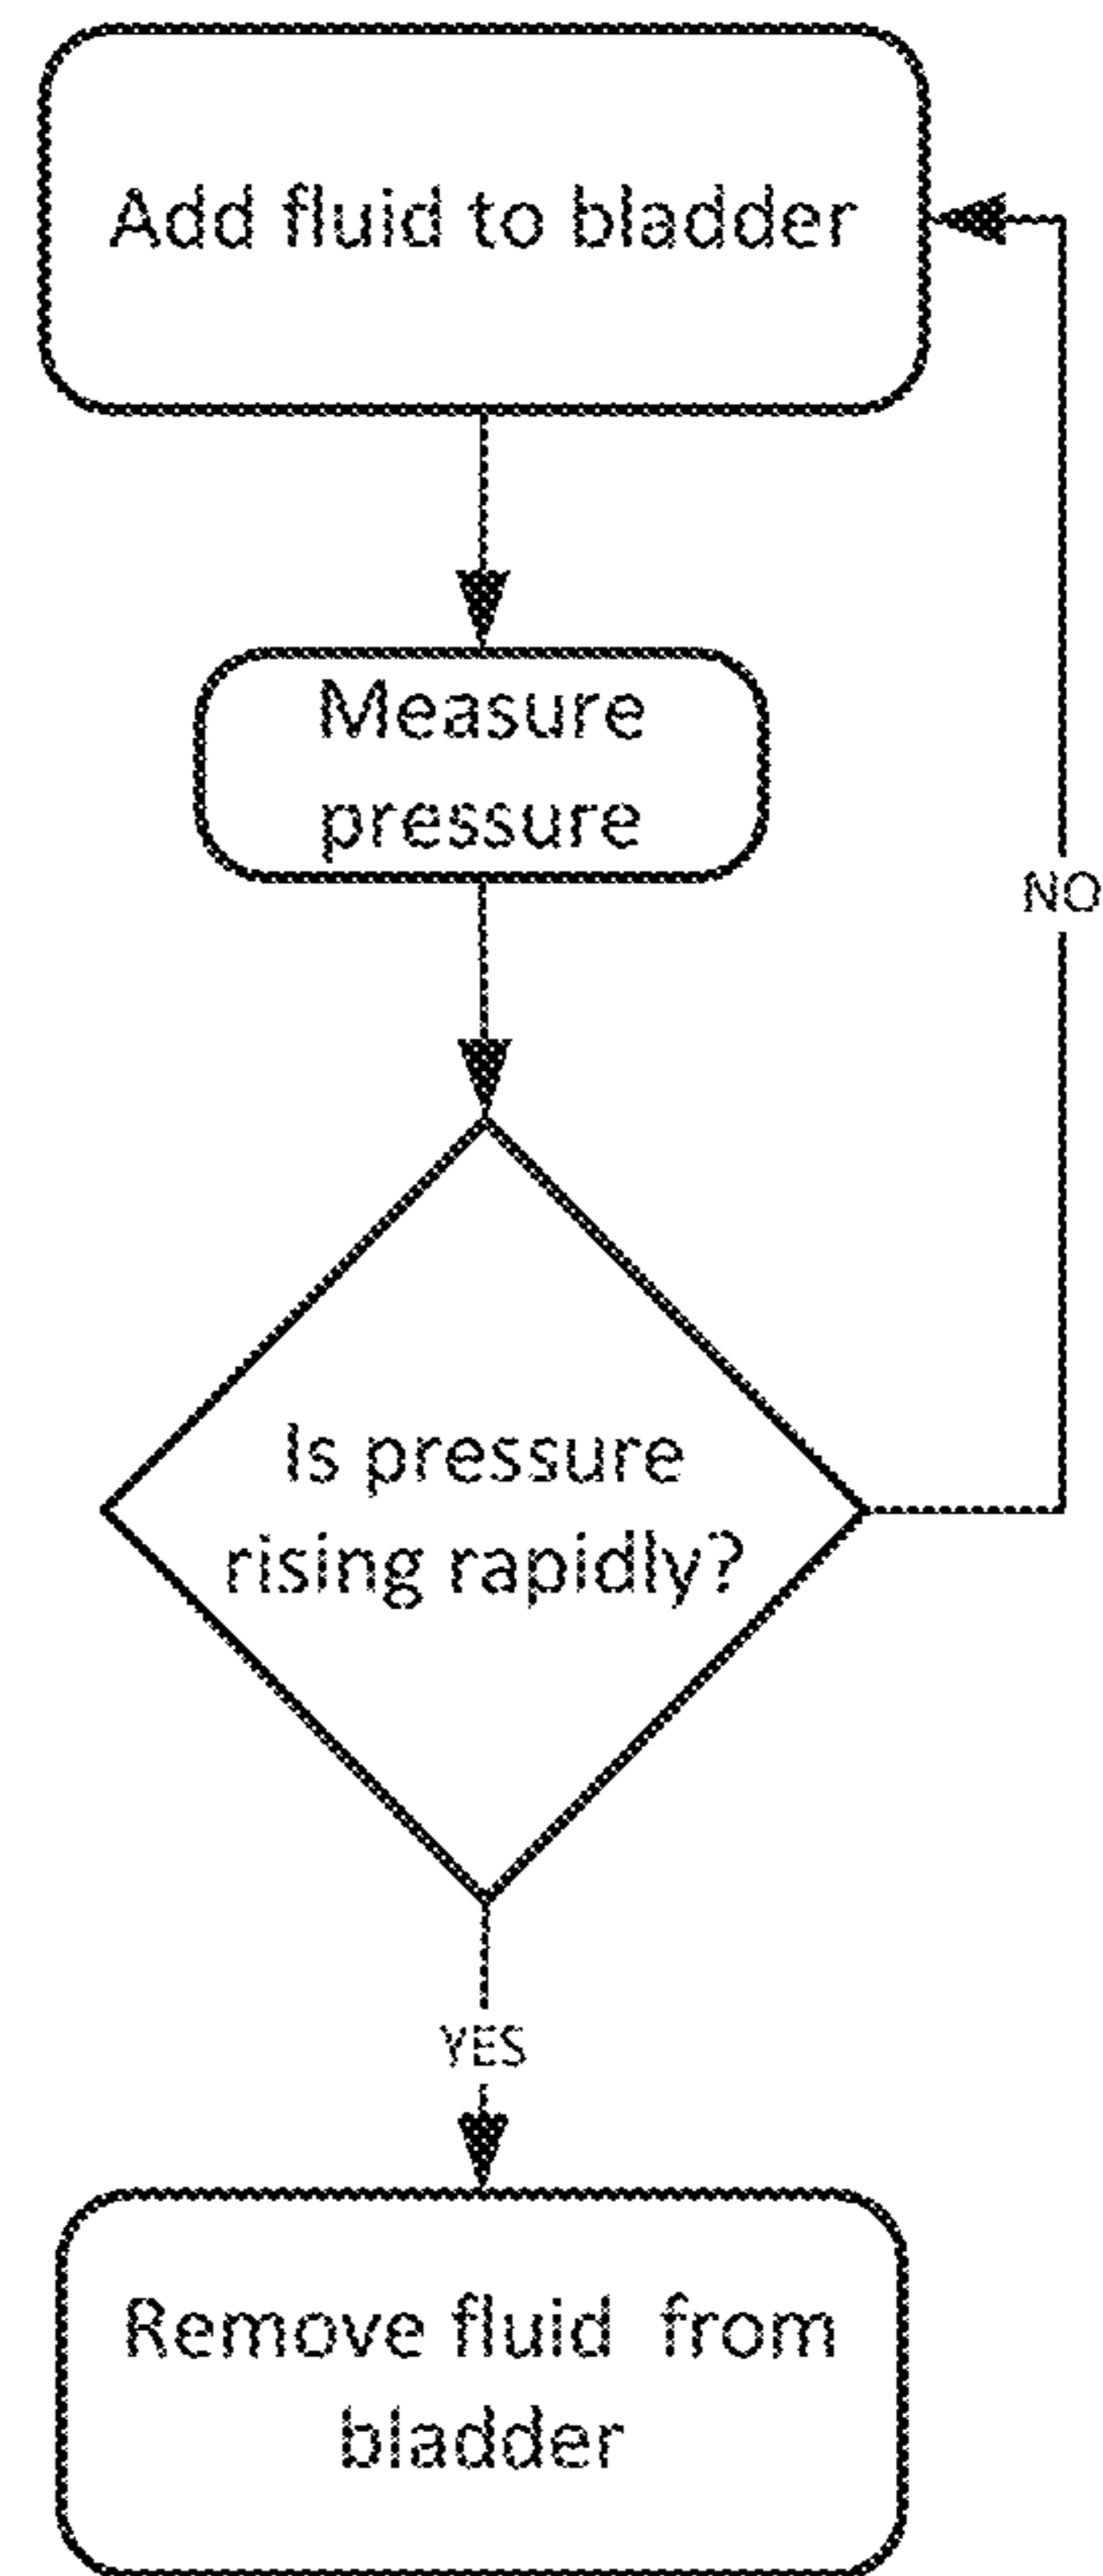 Add fluid to bladder
Measure
pressure
NO
Is pressure
rising rapidly?
YES
Remove fluid from
bladder